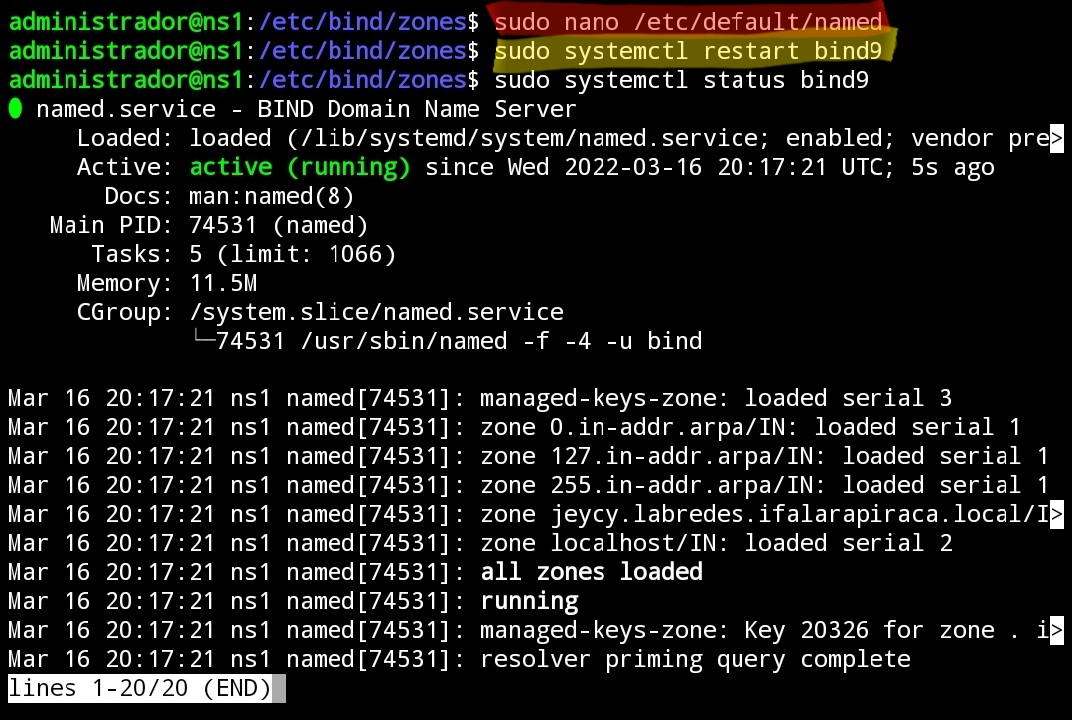 administrador@ns1:/etc/bind/zones$ sudo nano /etc/default/named
administrador@ns1:/etc/bind/zones$ sudo systemctl restart bind9
administrador@ns1:/etc/bind/zones$ sudo systemctl status bind9
● named.service - BIND Domain Name Server
     Loaded: loaded (/lib/systemd/system/named.service; enabled; vendor pre>
     Active: active (running) since Wed 2022-03-16 20:17:21 UTC; 5s ago
       Docs: man:named(8)
   Main PID: 74531 (named)
      Tasks: 5 (limit: 1066)
     Memory: 11.5M
     CGroup: /system.slice/named.service
             └─74531 /usr/sbin/named -f -4 -u bind

Mar 16 20:17:21 ns1 named[74531]: managed-keys-zone: loaded serial 3
Mar 16 20:17:21 ns1 named[74531]: zone 0.in-addr.arpa/IN: loaded serial 1
Mar 16 20:17:21 ns1 named[74531]: zone 127.in-addr.arpa/IN: loaded serial 1
Mar 16 20:17:21 ns1 named[74531]: zone 255.in-addr.arpa/IN: loaded serial 1
Mar 16 20:17:21 ns1 named[74531]: zone jeycy.labredes.ifalarapiraca.local/I>
Mar 16 20:17:21 ns1 named[74531]: zone localhost/IN: loaded serial 2
Mar 16 20:17:21 ns1 named[74531]: all zones loaded
Mar 16 20:17:21 ns1 named[74531]: running
Mar 16 20:17:21 ns1 named[74531]: managed-keys-zone: Key 20326 for zone . i>
Mar 16 20:17:21 ns1 named[74531]: resolver priming query complete
lines 1-20/20 (END)